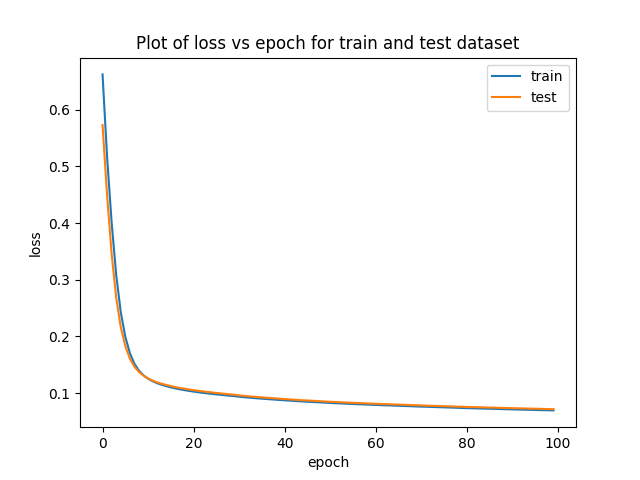 Plot of loss vs epoch for train and test dataset
train
test
0.6
0.5
0.4
0.3
0.2
0.1
loss
0 20 40 60 80 100
epoch